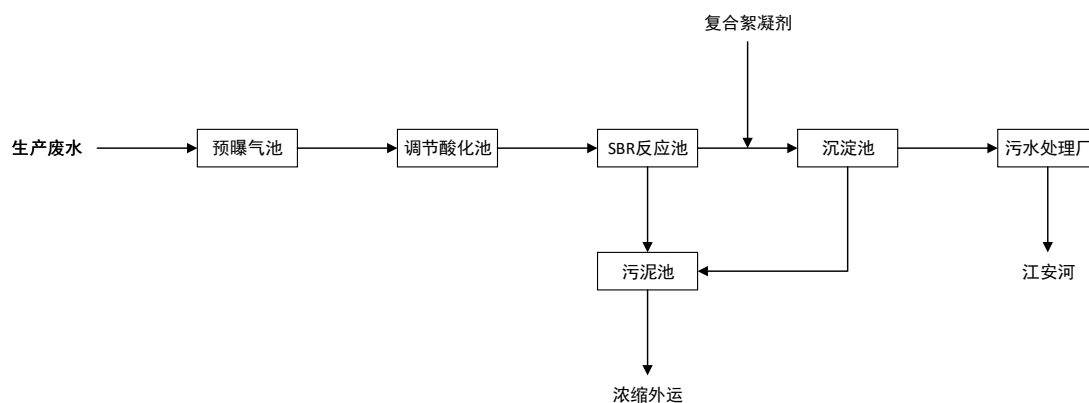 复合絮凝剂
生产废水
预曝气池
调节酸化池
SBR反应池
沉淀池
污水处理厂
污泥池
江安河
浓缩外运